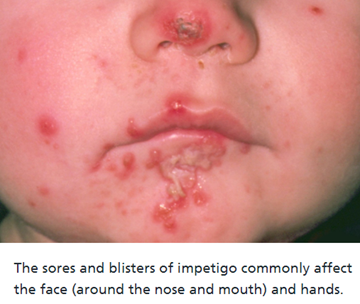 The sores and blisters of impetigo commonly affect
the face (around the nose and mouth) and hands.